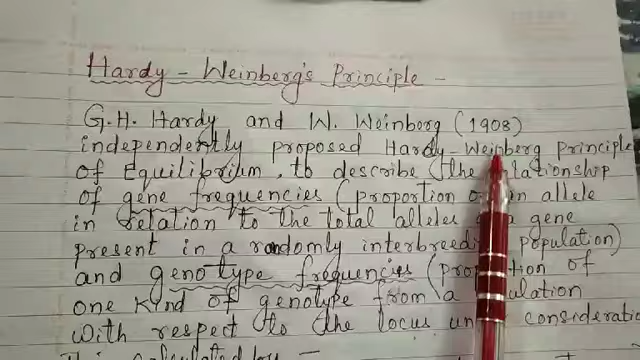 Hardy - Weinberg's Principle -
G.H. Hardy and W. Weinberg (1908)
independently proposed Hardy - Weinberg Principle
of Equilibrium, to describe the relationship
of gene frequencies (proportion of an allele
in relation to the total alleles a gene
present in a randomly interbreeding population)
and genotype frequencies (proportion of
one kind of genotype from a population
with respect to the locus under consideration